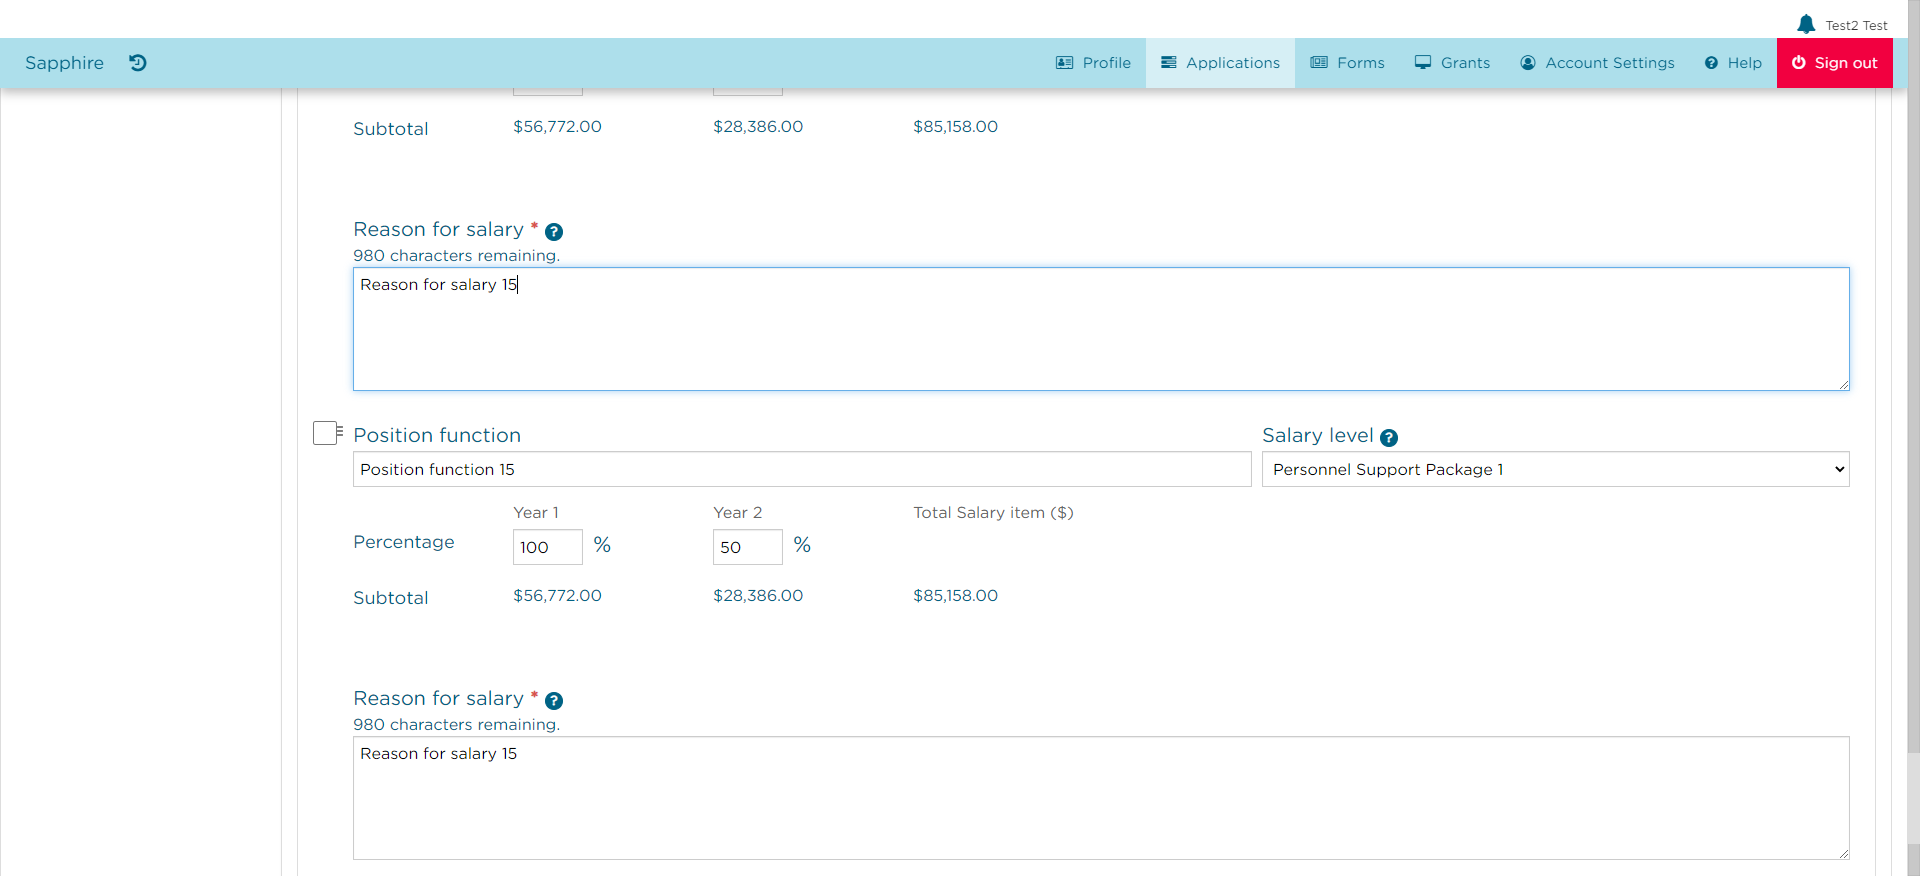 Test2 Test
Sapphire Profile Applications Forms Grants Account Settings Help Sign out
Subtotal $56,772.00 $28,386.00 $85,158.00
Reason for salary * ?
980 characters remaining.
Reason for salary 15
Position function Salary level ?
Position function 15 Personnel Support Package 1
Year 1 Year 2 Total Salary item ($)
Percentage 100 % 50 %
Subtotal $56,772.00 $28,386.00 $85,158.00
Reason for salary * ?
980 characters remaining.
Reason for salary 15